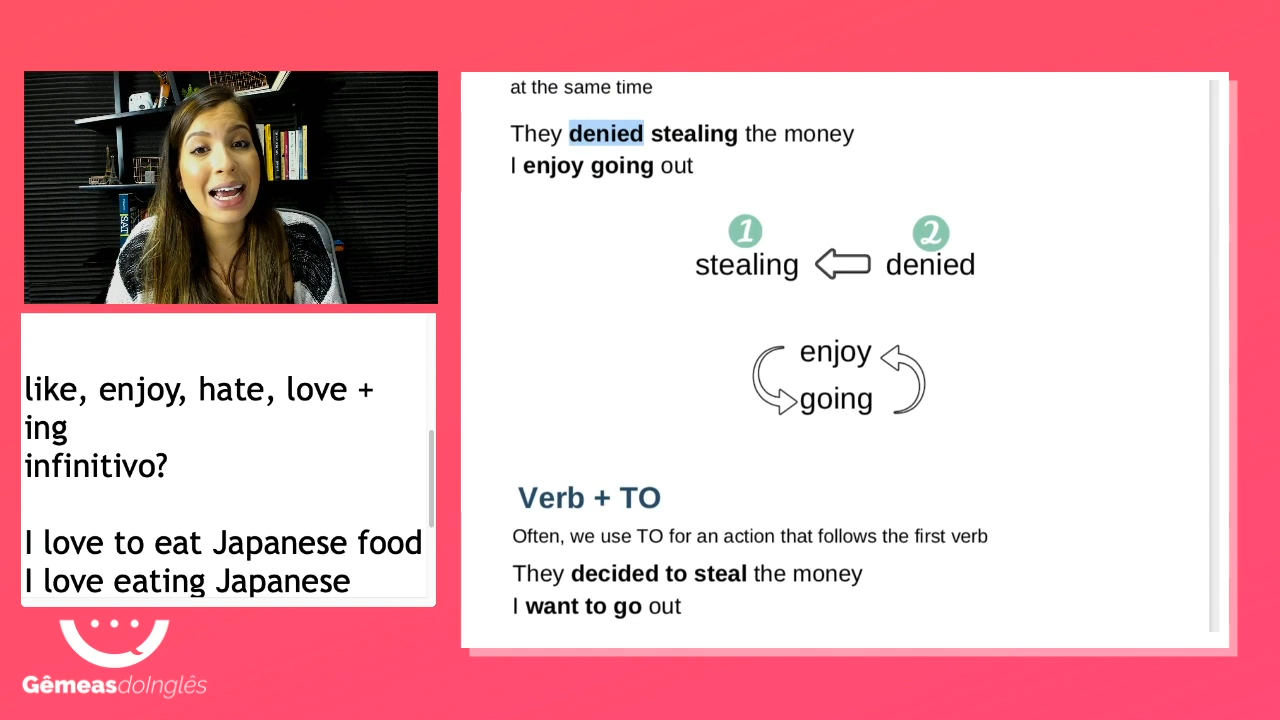 at the same time
They denied stealing the money
I enjoy going out
1 2
stealing denied
enjoy
going
Verb + TO
Often, we use TO for an action that follows the first verb
They decided to steal the money
I want to go out
like, enjoy, hate, love +
ing
infinitivo?
I love to eat Japanese food
I love eating Japanese
GêmeasdoInglês